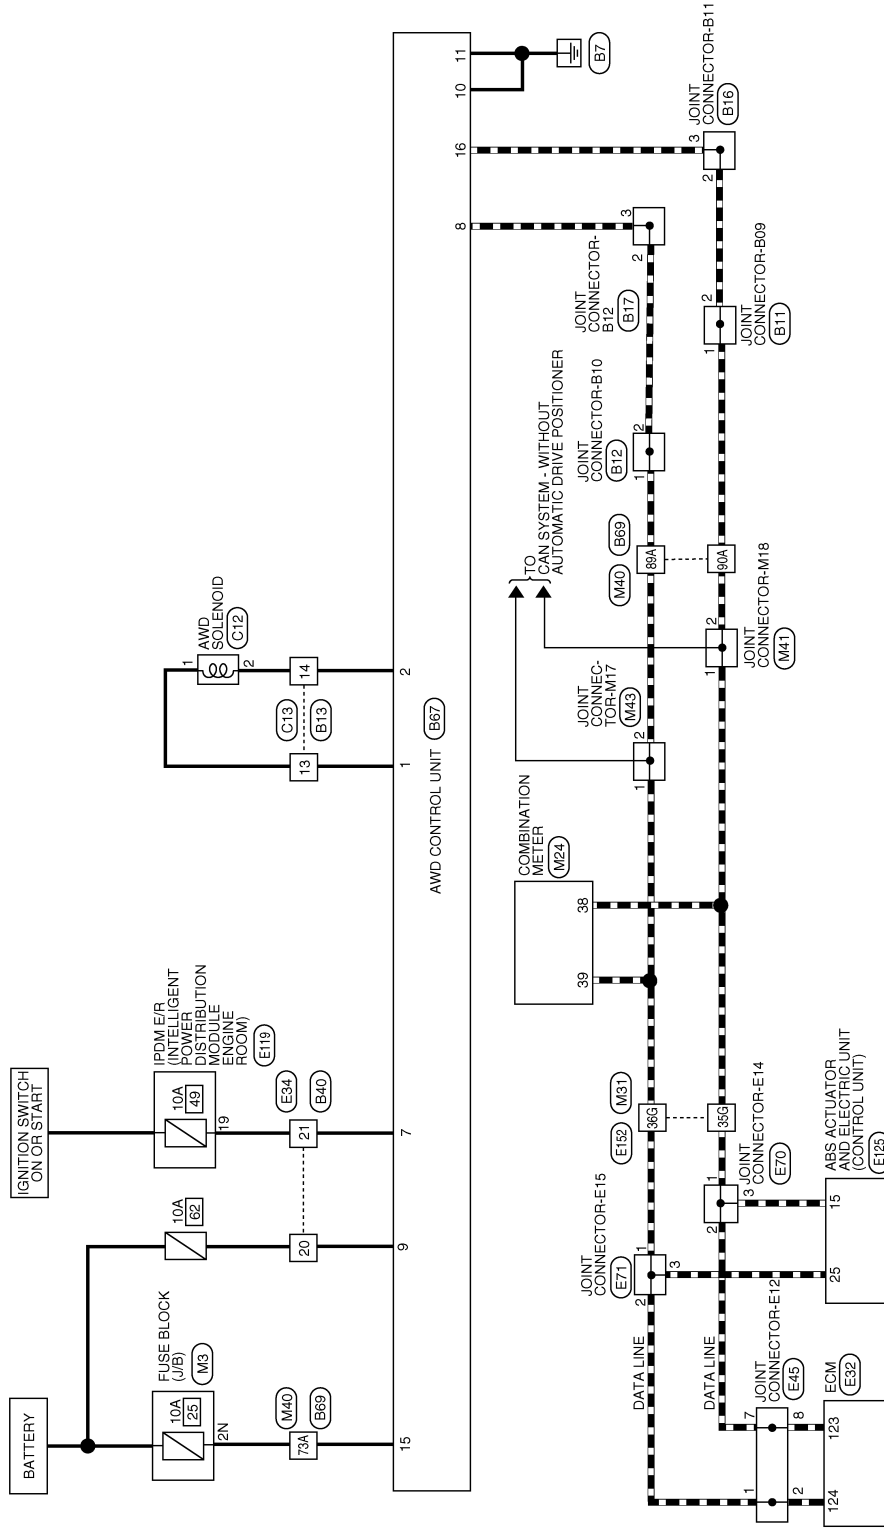 BATTERY
IGNITION SWITCH
ON OR START
FUSE BLOCK
(J/B)
M3
10A
25
2N
10A
62
IPDM E/R
(INTELLIGENT
POWER
DISTRIBUTION
MODULE
ENGINE
ROOM)
E119
10A
49
19
M40
B69
73A
20
21
E34
B40
AWD
SOLENOID
C12
1
2
C13
B13
13
14
15
9
7
1
2
AWD CONTROL UNIT
B67
8
16
10
11
B7
COMBINATION
METER
M24
39
38
TO
CAN SYSTEM - WITHOUT
AUTOMATIC DRIVE POSITIONER
JOINT
CONNECTOR-
B12
B17
2
3
JOINT
CONNECTOR-B11
B16
2
3
JOINT
CONNECTOR-B10
B12
1
2
JOINT
CONNECTOR-B09
B11
1
2
M40
B69
89A
90A
JOINT
CONNEC-
TOR-M17
M43
1
2
JOINT
CONNECTOR-M18
M41
1
2
E152
M31
36G
35G
JOINT
CONNECTOR-E15
E71
2
1
3
JOINT
CONNECTOR-E14
E70
2
1
3
DATA LINE
DATA LINE
JOINT
CONNECTOR-E12
E45
1
7
2
8
ECM
E32
124
123
ABS ACTUATOR
AND ELECTRIC UNIT
(CONTROL UNIT)
E125
25
15